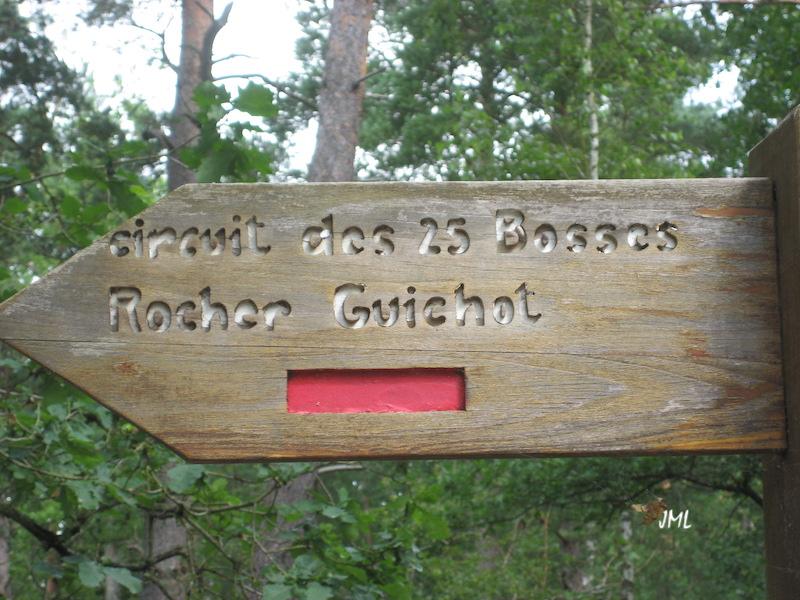 circuit des 25 Bosses
Rocher Guichot
JML